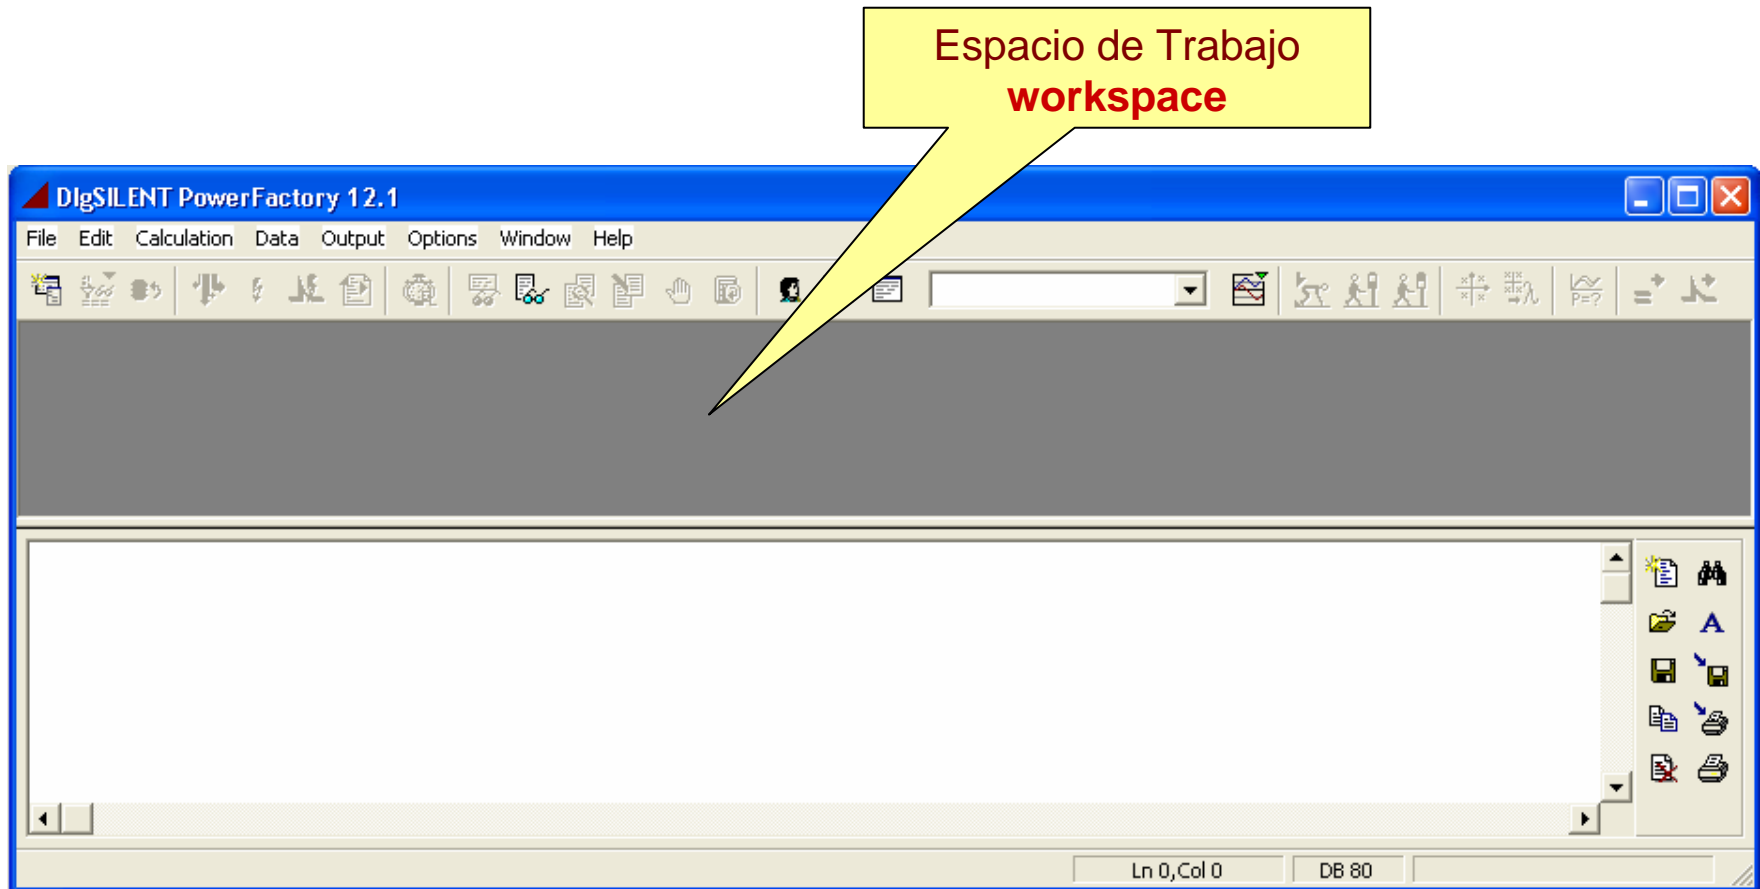 Espacio de Trabajo
workspace
DIgSILENT PowerFactory 12.1
File Edit Calculation Data Output Options Window Help
P=?
A
Ln 0,Col 0 DB 80